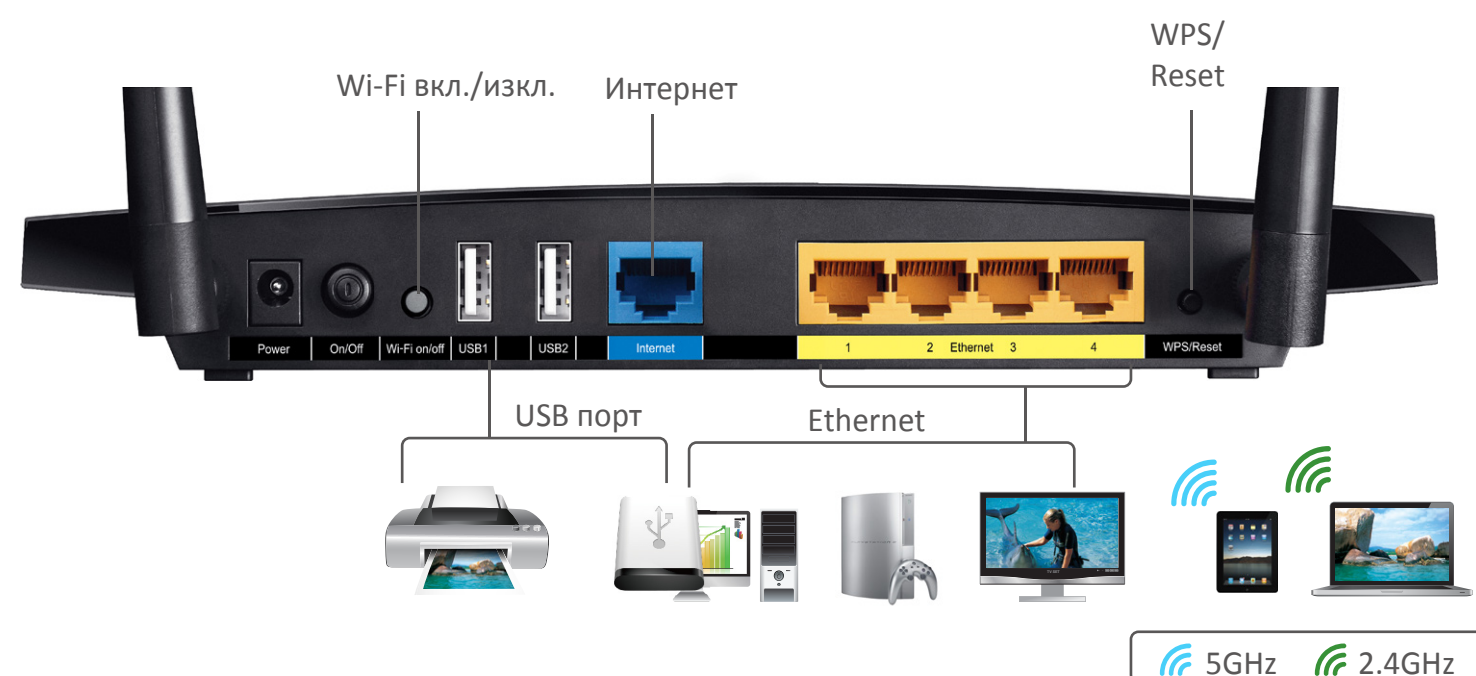 WPS/
Reset
Wi-Fi вкл./изкл.
Интернет
Power
On/Off
Wi-Fi on/off
USB1
USB2
Internet
1
2
Ethernet
3
4
WPS/Reset
USB порт
Ethernet
5GHz
2.4GHz